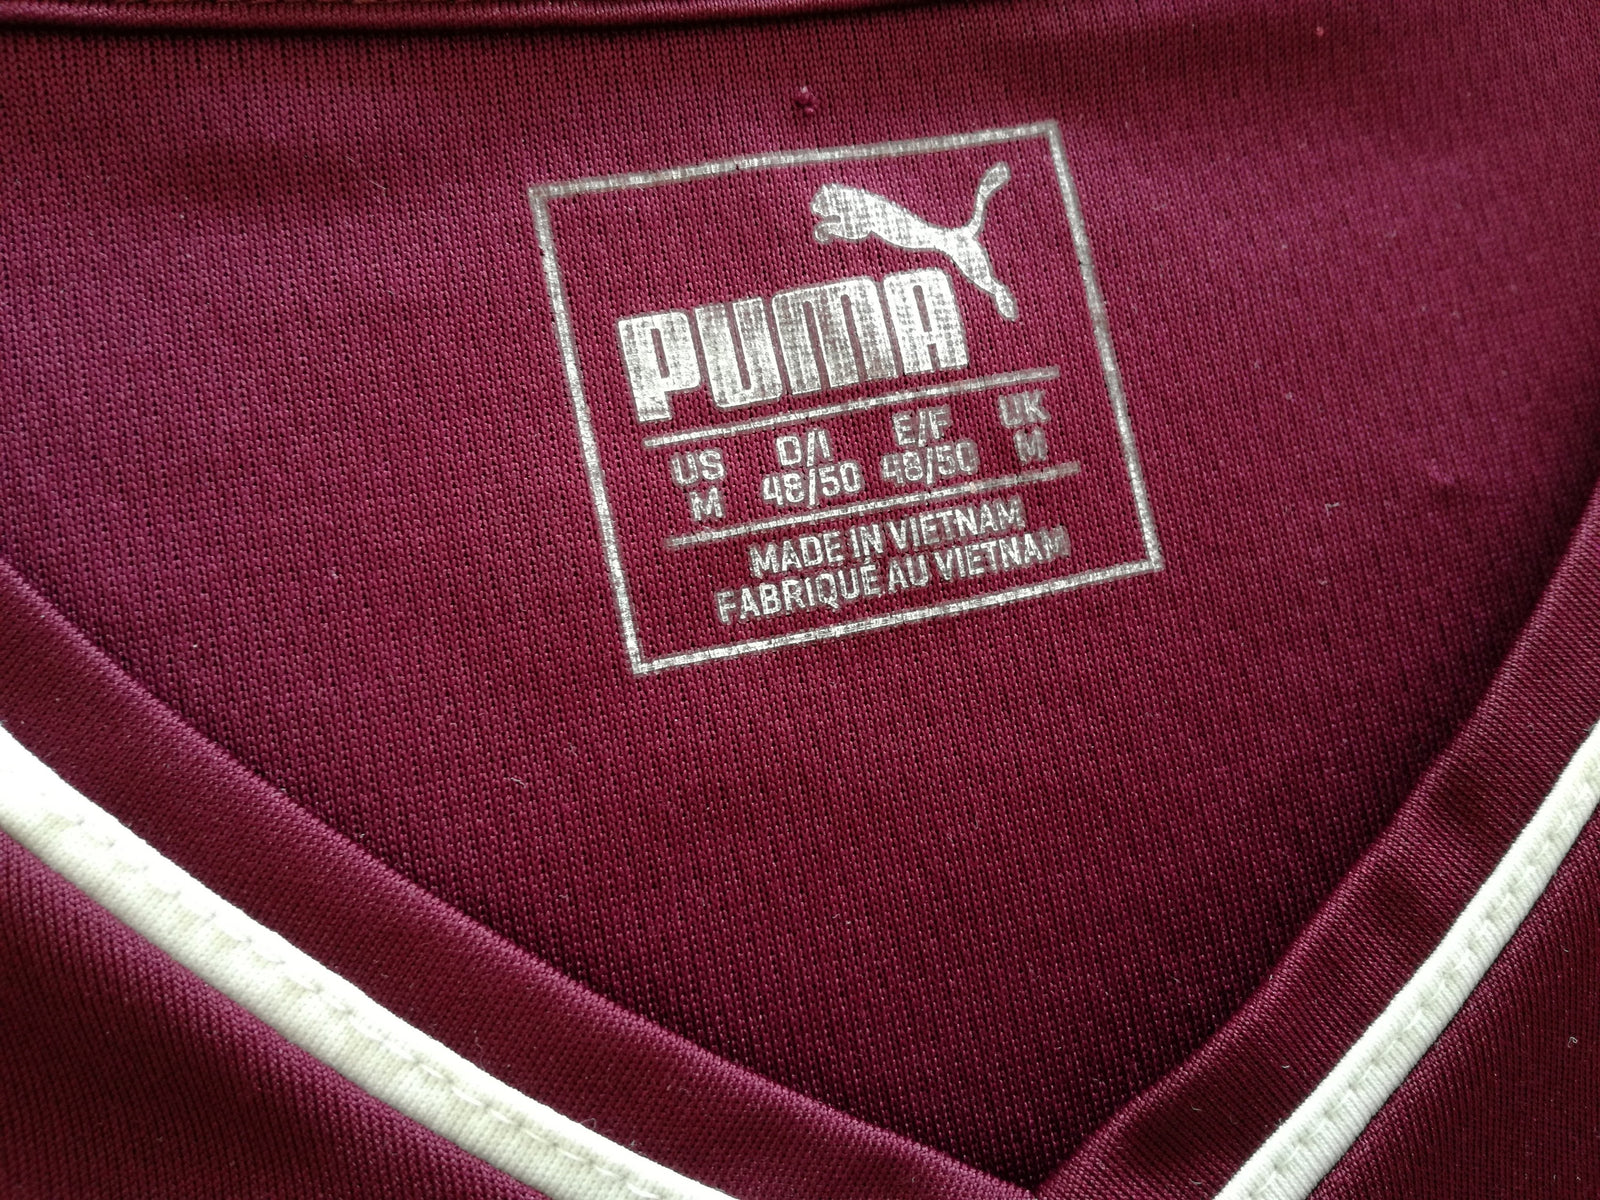 PUMA
US D/I E/F UK
M 48/50 48/50 M
MADE IN VIETNAM
FABRIQUÉ AU VIETNAM